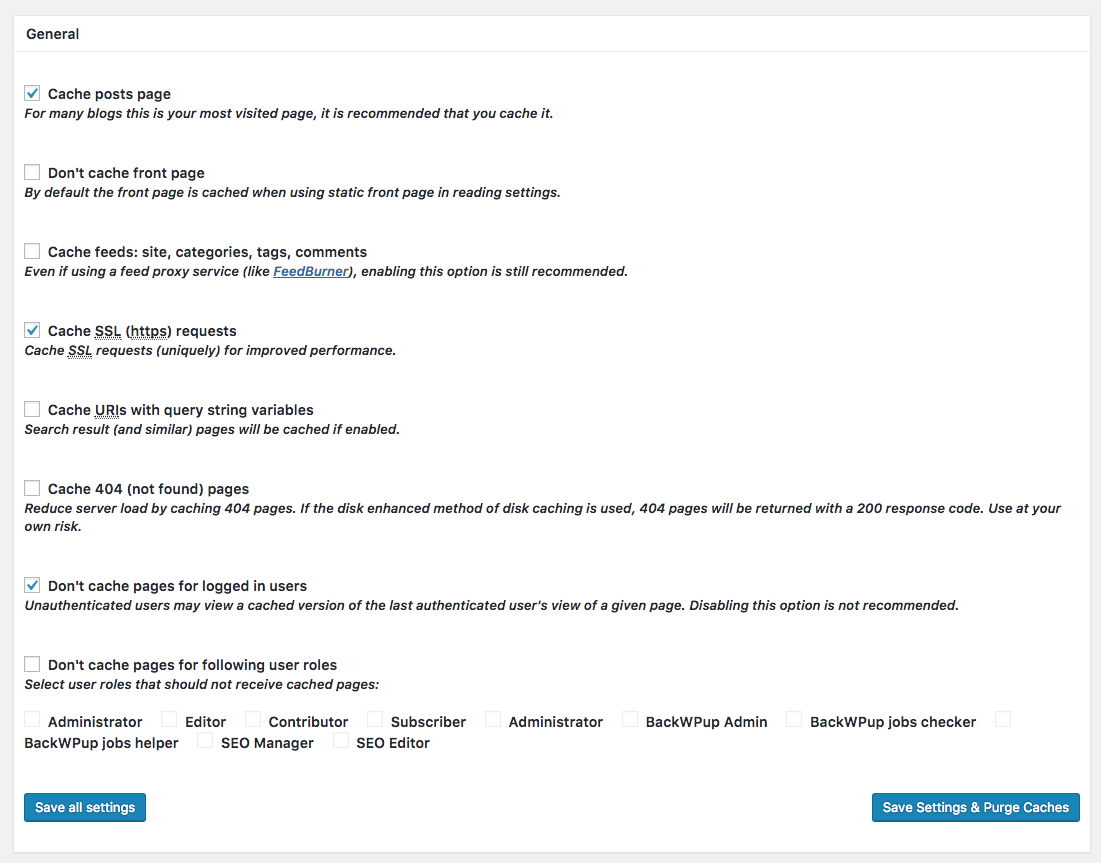 General
Cache posts page
For many blogs this is your most visited page, it is recommended that you cache it.
Don't cache front page
By default the front page is cached when using static front page in reading settings.
Cache feeds: site, categories, tags, comments
Even if using a feed proxy service (like FeedBurner), enabling this option is still recommended.
Cache SSL (https) requests
Cache SSL requests (uniquely) for improved performance.
Cache URIs with query string variables
Search result (and similar) pages will be cached if enabled.
Cache 404 (not found) pages
Reduce server load by caching 404 pages. If the disk enhanced method of disk caching is used, 404 pages will be returned with a 200 response code. Use at your
own risk.
Don't cache pages for logged in users
Unauthenticated users may view a cached version of the last authenticated user's view of a given page. Disabling this option is not recommended.
Don't cache pages for following user roles
Select user roles that should not receive cached pages:
Administrator Editor Contributor Subscriber Administrator BackWPup Admin BackWPup jobs checker
BackWPup jobs helper SEO Manager SEO Editor
Save all settings Save Settings & Purge Caches